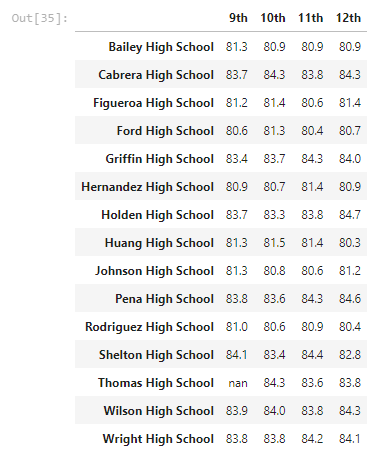 Out[35]:
9th 10th 11th 12th
Bailey High School 81.3 80.9 80.9 80.9
Cabrera High School 83.7 84.3 83.8 84.3
Figueroa High School 81.2 81.4 80.6 81.4
Ford High School 80.6 81.3 80.4 80.7
Griffin High School 83.4 83.7 84.3 84.0
Hernandez High School 80.9 80.7 81.4 80.9
Holden High School 83.7 83.3 83.8 84.7
Huang High School 81.3 81.5 81.4 80.3
Johnson High School 81.3 80.8 80.6 81.2
Pena High School 83.8 83.6 84.3 84.6
Rodriguez High School 81.0 80.6 80.9 80.4
Shelton High School 84.1 83.4 84.4 82.8
Thomas High School nan 84.3 83.6 83.8
Wilson High School 83.9 84.0 83.8 84.3
Wright High School 83.8 83.8 84.2 84.1